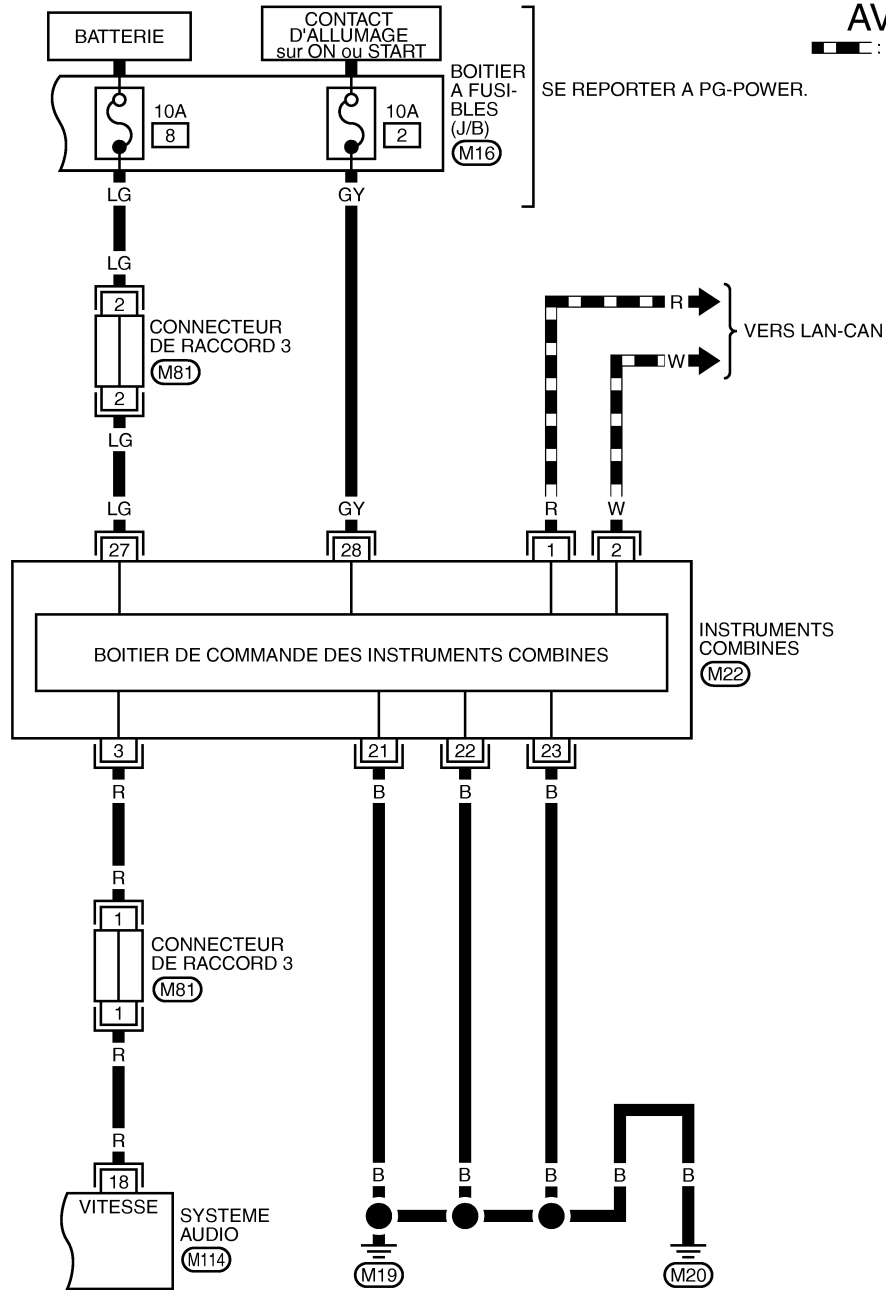 AV
:
BATTERIE
CONTACT
D'ALLUMAGE
sur ON ou START
BOITIER
A FUSI-
BLES
(J/B)
M16
SE REPORTER A PG-POWER.
10A
8
10A
2
LG
GY
LG
2
CONNECTEUR
DE RACCORD 3
M81
2
LG
R
W
VERS LAN-CAN
LG
GY
R
W
27
28
1
2
BOITIER DE COMMANDE DES INSTRUMENTS COMBINES
INSTRUMENTS
COMBINES
M22
3
21
22
23
R
B
B
B
R
1
CONNECTEUR
DE RACCORD 3
M81
1
R
R
B
B
B
B
B
18
VITESSE
SYSTEME
AUDIO
M114
M19
M20